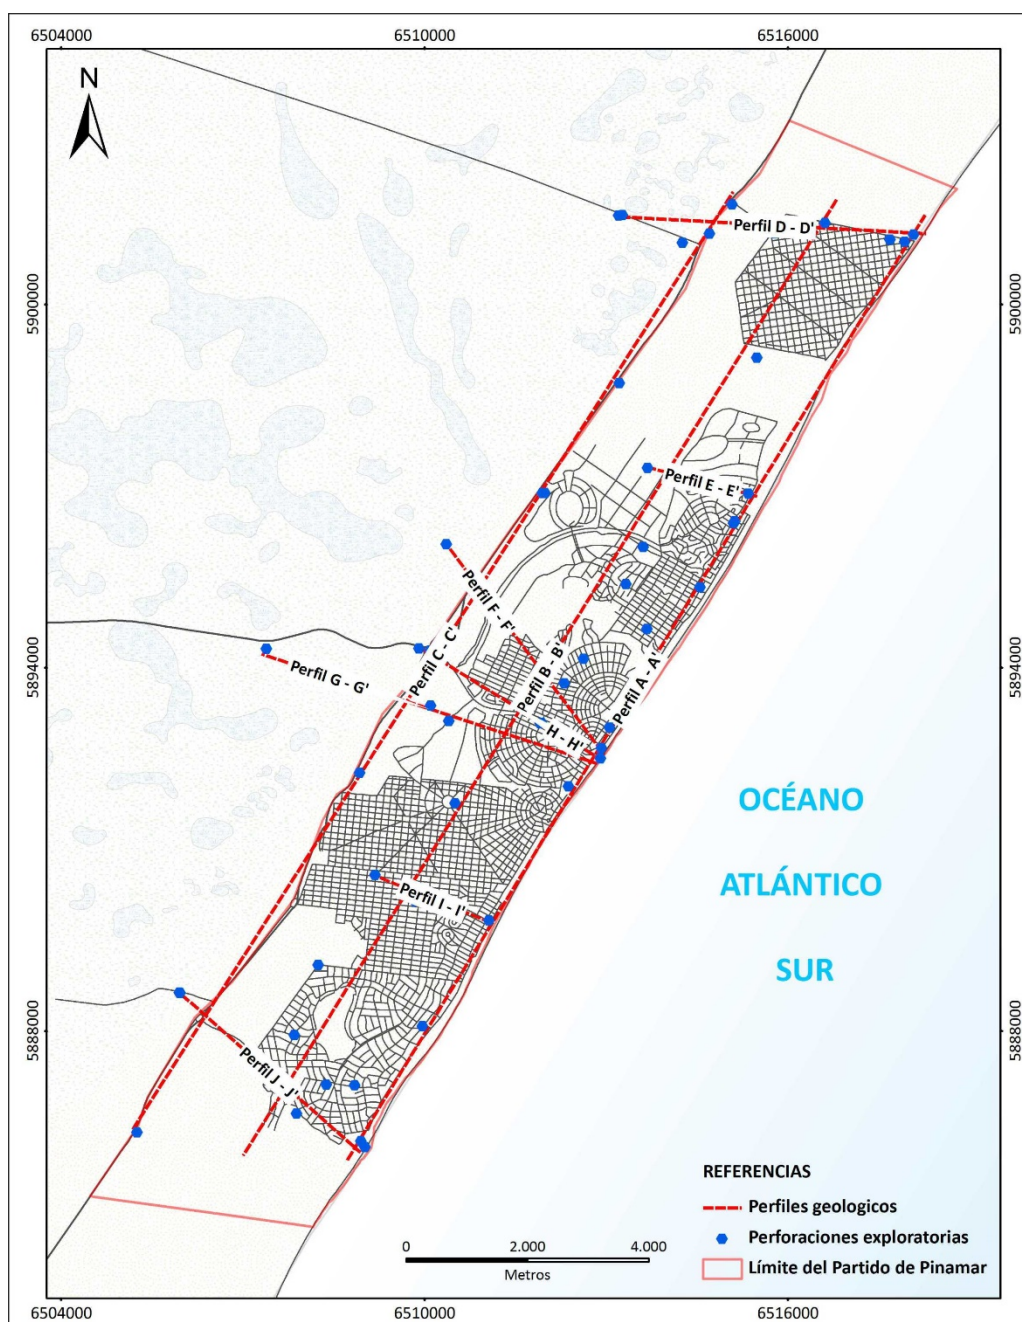 6504000
6510000
6516000
N
Perfil D - D'
5900000
5900000
Perfil E - E'
Perfil F - F'
Perfil C - C'
Perfil B - B'
Perfil A - A'
5894000
5894000
Perfil G - G'
H - H'
OCÉANO
ATLÁNTICO
SUR
Perfil I - I'
5888000
5888000
Perfil J - J'
REFERENCIAS
Perfiles geologicos
Perforaciones exploratorias
Límite del Partido de Pinamar
0
2.000
4.000
Metros
6504000
6510000
6516000